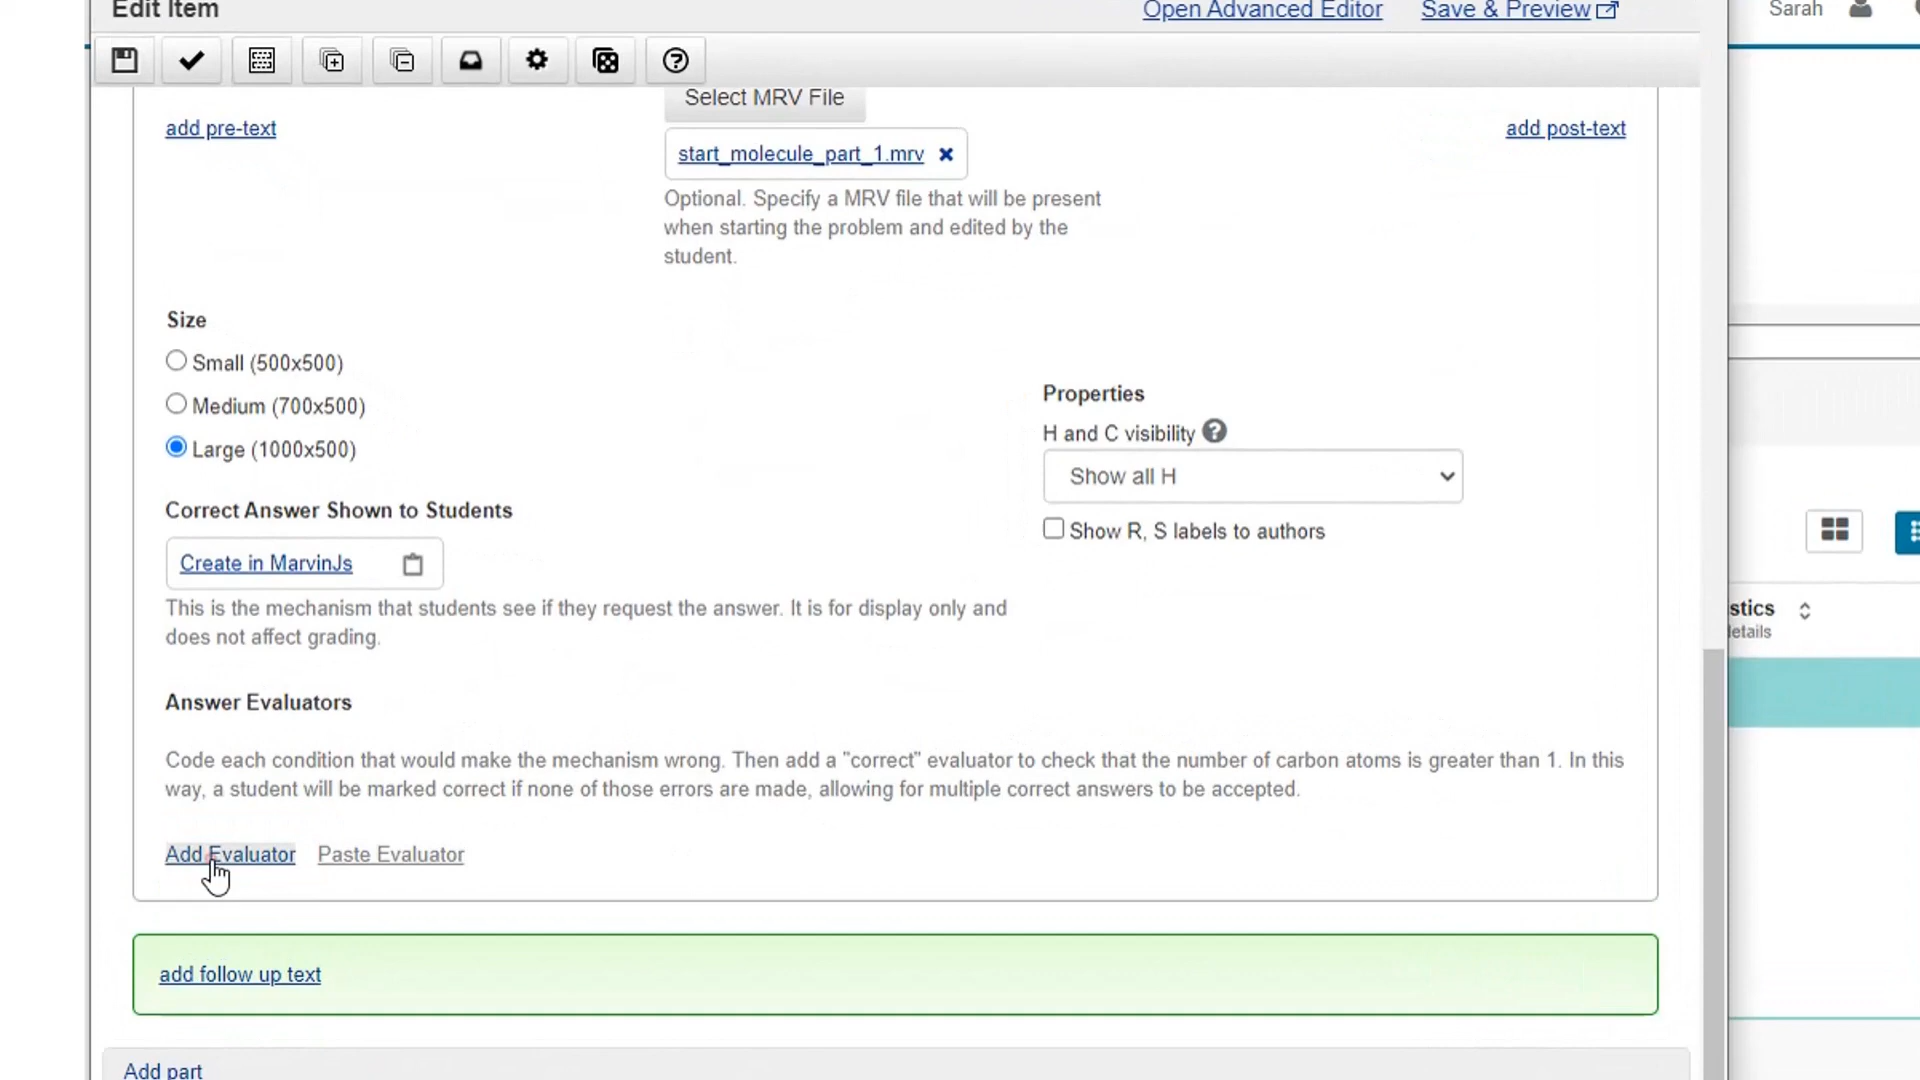 Edit Item
Open Advanced Editor
Save & Preview
Sarah
Select MRV File
add pre-text
add post-text
start_molecule_part_1.mrv
Optional. Specify a MRV file that will be present
when starting the problem and edited by the
student.
Size
Small (500x500)
Medium (700x500)
Large (1000x500)
Properties
H and C visibility
Show all H
Show R, S labels to authors
Correct Answer Shown to Students
Create in MarvinJs
This is the mechanism that students see if they request the answer. It is for display only and
does not affect grading.
stics
etails
Answer Evaluators
Code each condition that would make the mechanism wrong. Then add a "correct" evaluator to check that the number of carbon atoms is greater than 1. In this
way, a student will be marked correct if none of those errors are made, allowing for multiple correct answers to be accepted.
Add Evaluator
Paste Evaluator
add follow up text
Add part